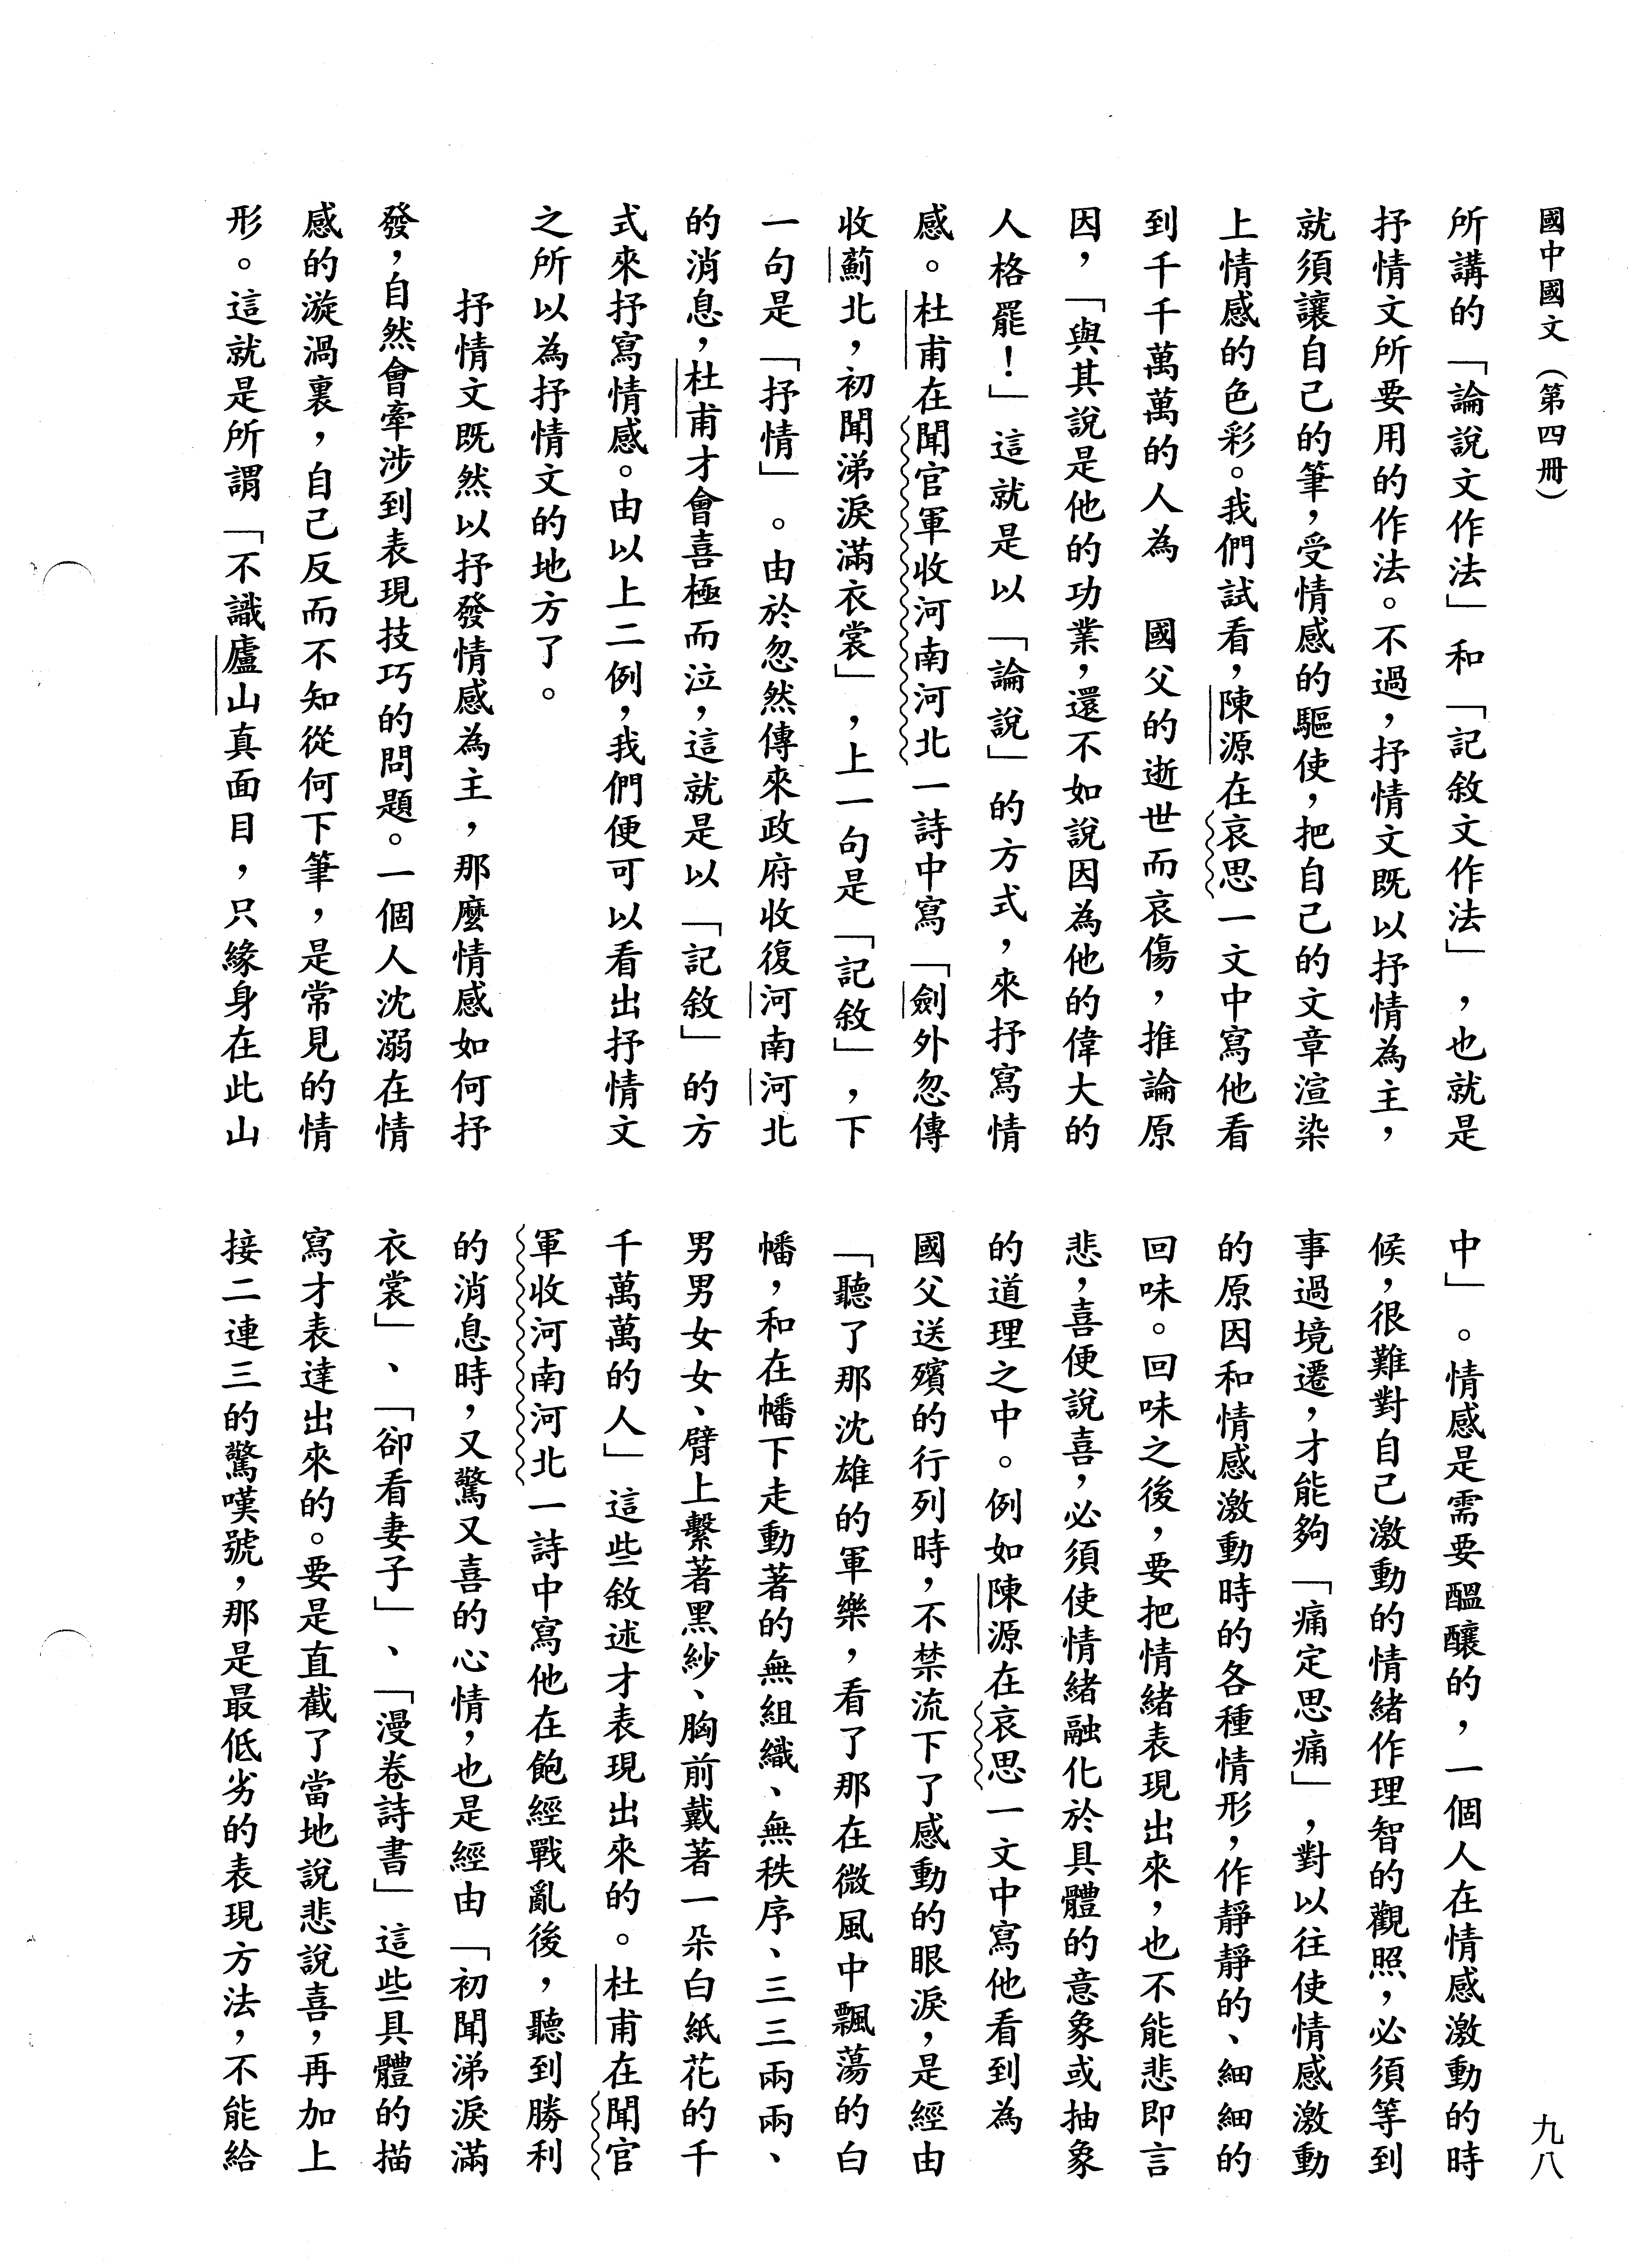 國中國文（第四冊）
九八
所講的「論說文作法」和「記敘文作法」，也就是
抒情文所要用的作法。不過，抒情文既以抒情為主，
就須讓自己的筆，受情感的驅使，把自己的文章渲染
上情感的色彩。我們試看，陳源在哀思一文中寫他看
到千千萬萬的人為　國父的逝世而哀傷，推論原
因，「與其說是他的功業，還不如說因為他的偉大的
人格罷！」這就是以「論說」的方式，來抒寫情
感。杜甫在聞官軍收河南河北一詩中寫「劍外忽傳
收薊北，初聞涕淚滿衣裳」，上一句是「記敘」，下
一句是「抒情」。由於忽然傳來政府收復河南河北
的消息，杜甫才會喜極而泣，這就是以「記敘」的方
式來抒寫情感。由以上二例，我們便可以看出抒情文
之所以為抒情文的地方了。
抒情文既然以抒發情感為主，那麼情感如何抒
發，自然會牽涉到表現技巧的問題。一個人沈溺在情
感的漩渦裏，自己反而不知從何下筆，是常見的情
形。這就是所謂「不識廬山真面目，只緣身在此山
中」。情感是需要醞釀的，一個人在情感激動的時
候，很難對自己激動的情緒作理智的觀照，必須等到
事過境遷，才能夠「痛定思痛」，對以往使情感激動
的原因和情感激動時的各種情形，作靜靜的、細細的
回味。回味之後，要把情緒表現出來，也不能悲即言
悲，喜便說喜，必須使情緒融化於具體的意象或抽象
的道理之中。例如陳源在哀思一文中寫他看到為
國父送殯的行列時，不禁流下了感動的眼淚，是經由
「聽了那沈雄的軍樂，看了那在微風中飄蕩的白
幡，和在幡下走動著的無組織、無秩序、三三兩兩、
男男女女、臂上繫著黑紗、胸前戴著一朵白紙花的千
千萬萬的人」這些敘述才表現出來的。杜甫在聞官
軍收河南河北一詩中寫他在飽經戰亂後，聽到勝利
的消息時，又驚又喜的心情，也是經由「初聞涕淚滿
衣裳」、「卻看妻子」、「漫卷詩書」這些具體的描
寫才表達出來的。要是直截了當地說悲說喜，再加上
接二連三的驚嘆號，那是最低劣的表現方法，不能給